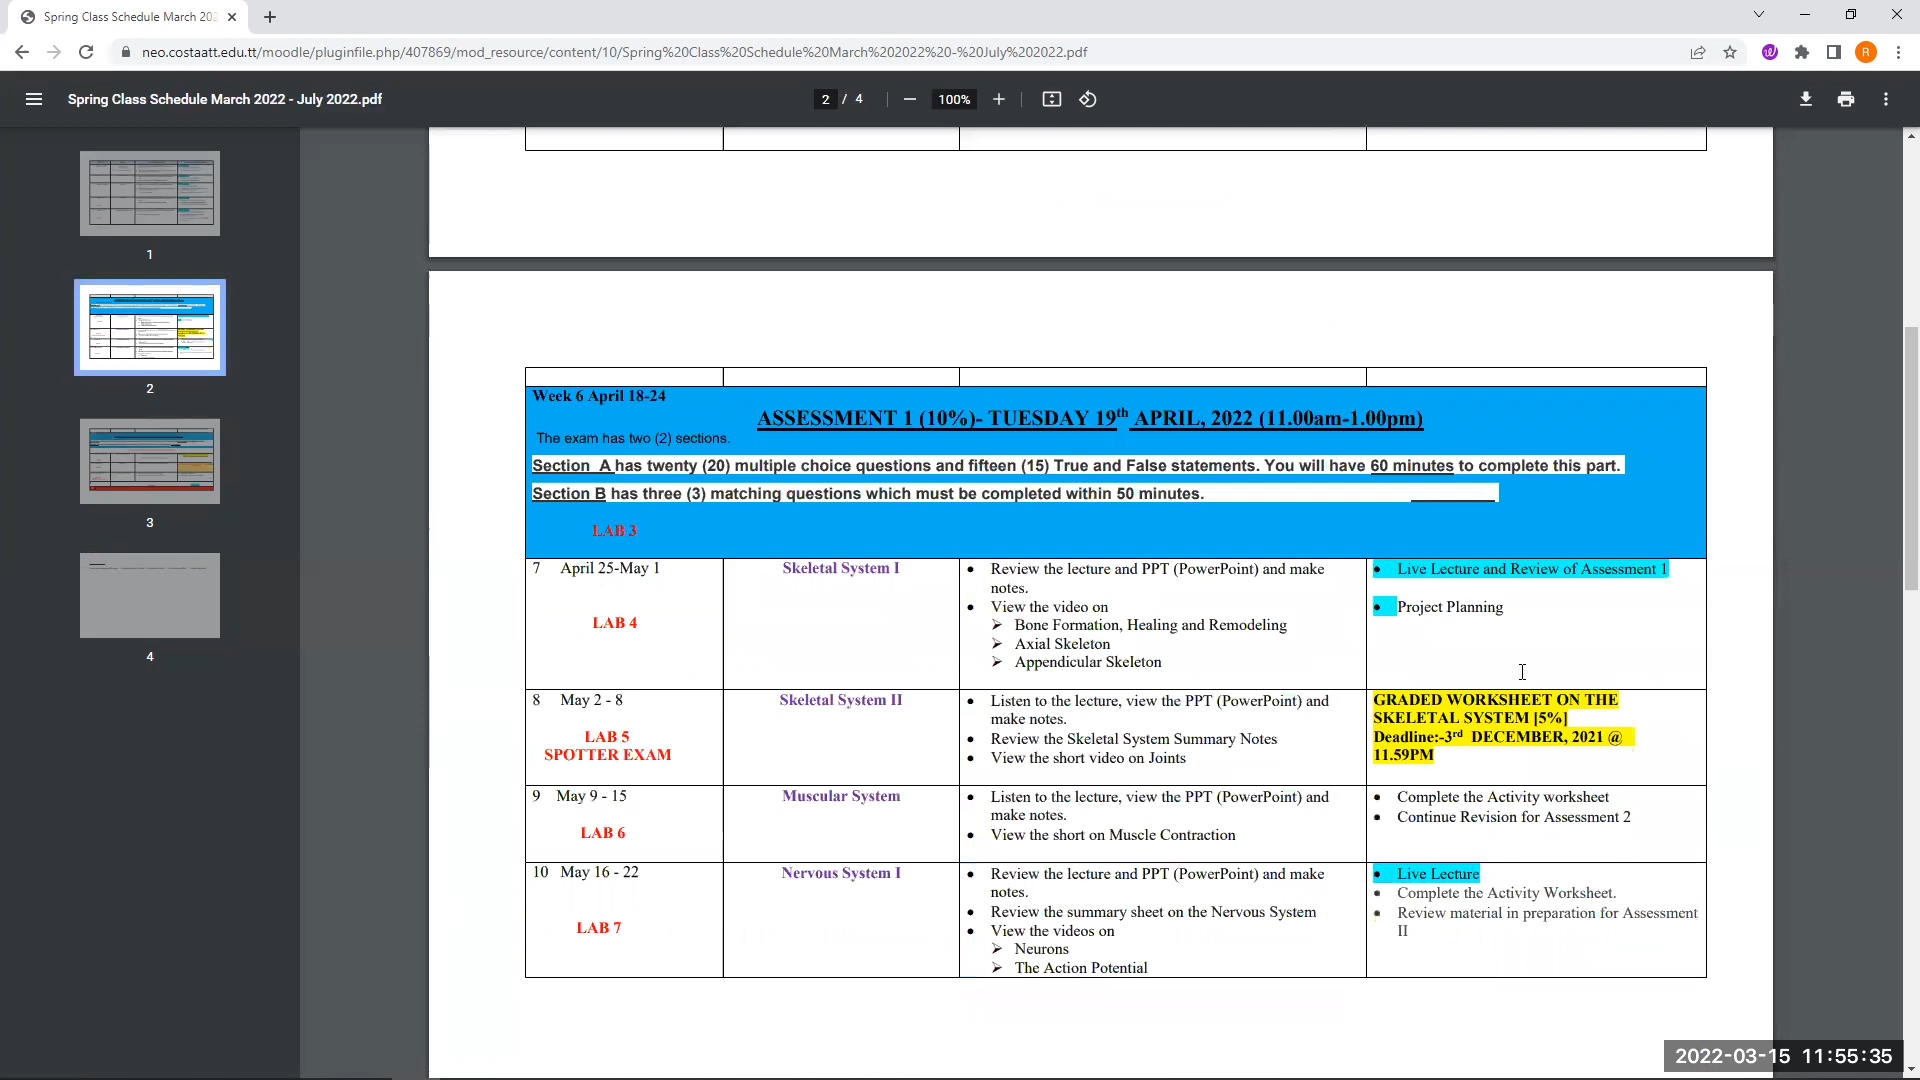 Spring Class Schedule March 202
neo.costaatt.edu.tt/moodle/pluginfile.php/407869/mod_resource/content/10/Spring%20Class%20Schedule%20March%202022%20-%20July%202022.pdf
R
Spring Class Schedule March 2022 - July 2022.pdf
2 / 4
100%
1
2
3
4
Week 6 April 18-24
ASSESSMENT 1 (10%)- TUESDAY 19th APRIL, 2022 (11.00am-1.00pm)
The exam has two (2) sections.
Section A has twenty (20) multiple choice questions and fifteen (15) True and False statements. You will have 60 minutes to complete this part.
Section B has three (3) matching questions which must be completed within 50 minutes.
LAB 3
7 April 25-May 1
LAB 4
Skeletal System I
• Review the lecture and PPT (PowerPoint) and make
notes.
• View the video on
➢ Bone Formation, Healing and Remodeling
➢ Axial Skeleton
➢ Appendicular Skeleton
• Live Lecture and Review of Assessment 1
• Project Planning
8 May 2 - 8
LAB 5
SPOTTER EXAM
Skeletal System II
• Listen to the lecture, view the PPT (PowerPoint) and
make notes.
• Review the Skeletal System Summary Notes
• View the short video on Joints
GRADED WORKSHEET ON THE
SKELETAL SYSTEM [5%]
Deadline:-3rd DECEMBER, 2021 @
11.59PM
9 May 9 - 15
LAB 6
Muscular System
• Listen to the lecture, view the PPT (PowerPoint) and
make notes.
• View the short on Muscle Contraction
• Complete the Activity worksheet
• Continue Revision for Assessment 2
10 May 16 - 22
LAB 7
Nervous System I
• Review the lecture and PPT (PowerPoint) and make
notes.
• Review the summary sheet on the Nervous System
• View the videos on
➢ Neurons
➢ The Action Potential
• Live Lecture
• Complete the Activity Worksheet.
• Review material in preparation for Assessment
II
2022-03-15 11:55:35